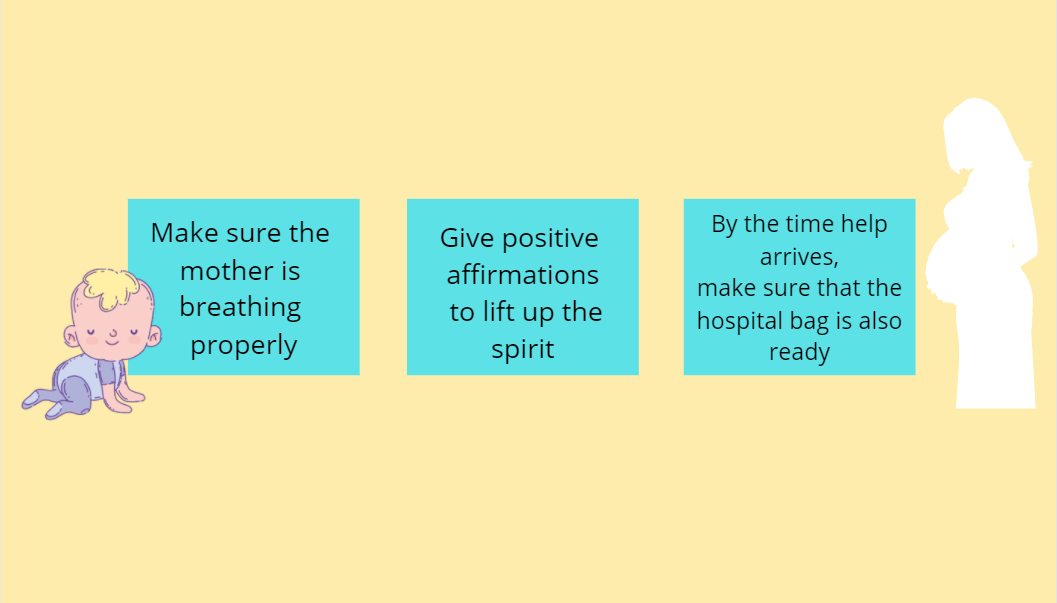 Make sure the
mother is
breathing
properly
Give positive
affirmations
to lift up the
spirit
By the time help
arrives,
make sure that the
hospital bag is also
ready